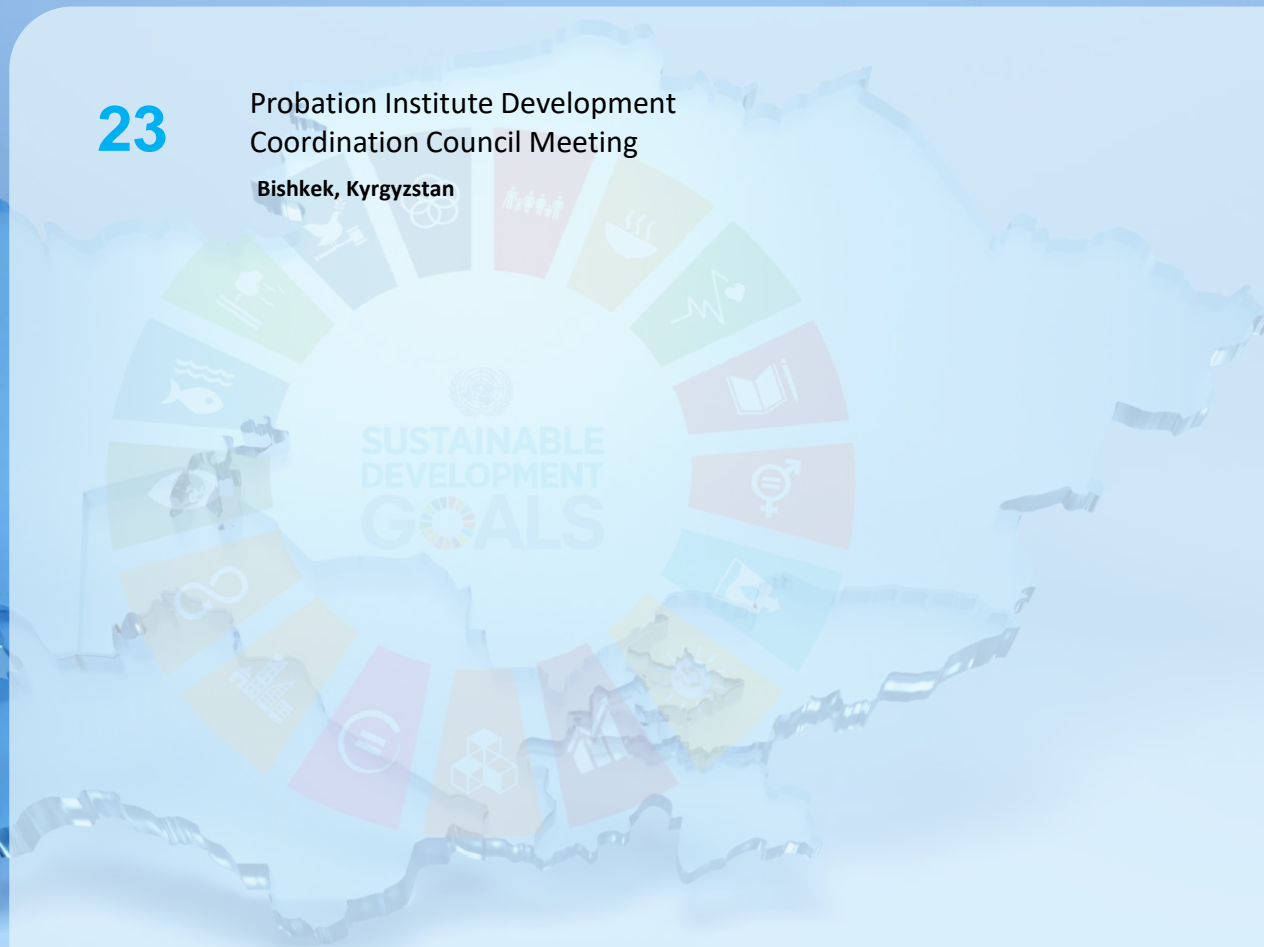 23
Probation Institute Development
Coordination Council Meeting
Bishkek, Kyrgyzstan
SUSTAINABLE
DEVELOPMENT
GOALS